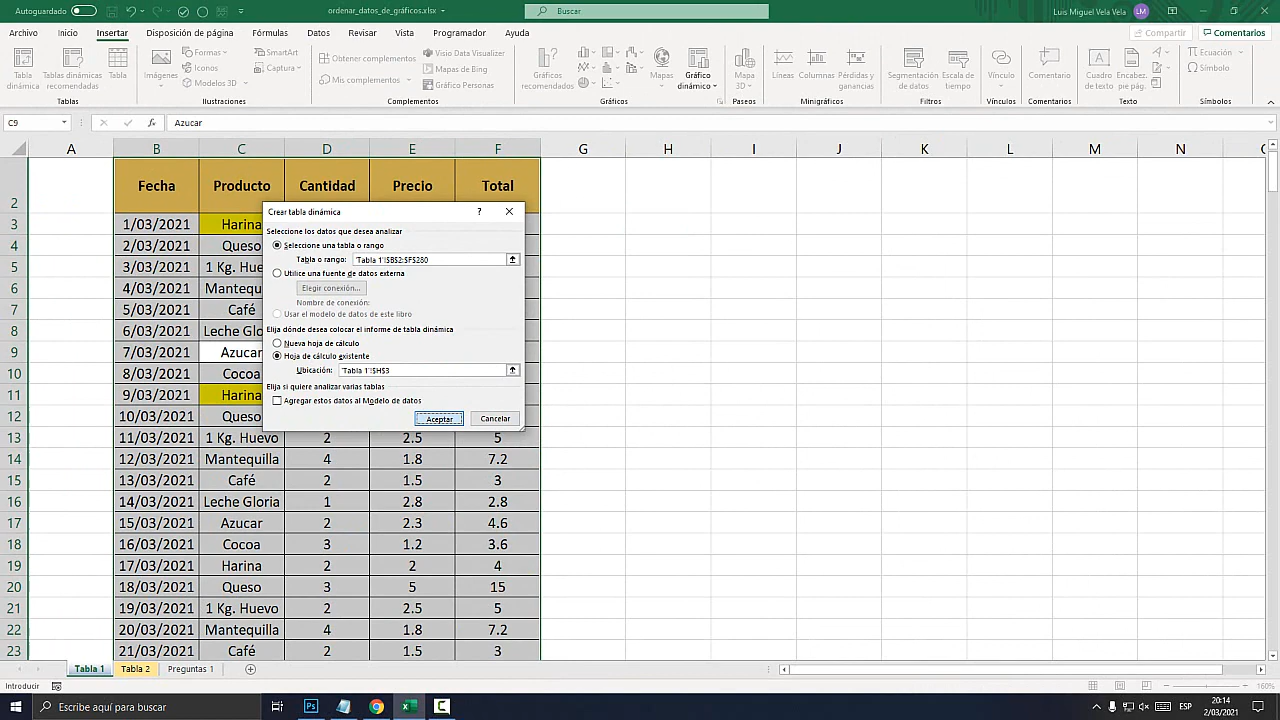 Autoguardado
ordenar_datos_de_gráficos.xlsx
Buscar
Luis Miguel Vela Vela
LM
Archivo
Inicio
Insertar
Disposición de página
Fórmulas
Datos
Revisar
Vista
Programador
Ayuda
Compartir
Comentarios
Tabla dinámica
Tablas dinámicas recomendadas
Tabla
Tablas
Imágenes
Formas
Iconos
Modelos 3D
SmartArt
Captura
Ilustraciones
Obtener complementos
Mis complementos
Visio Data Visualizer
Mapas de Bing
Gráfico Personas
Complementos
Gráficos recomendados
Mapas
Gráfico dinámico
Gráficos
Mapa 3D
Paseos
Líneas
Columnas
Pérdidas y ganancias
Minigráficos
Segmentación de datos
Escala de tiempo
Filtros
Vínculo
Vínculos
Comentario
Comentarios
Cuadro de texto
Encabez. pie pág.
Texto
Ecuación
Símbolo
Símbolos
C9
fx
Azucar
A B C D E F G H I J K L M N
2 Fecha Producto Cantidad Precio Total
3 1/03/2021 Harina
4 2/03/2021 Queso
5 3/03/2021 1 Kg. Hue
6 4/03/2021 Mantequ
7 5/03/2021 Café
8 6/03/2021 Leche Glo
9 7/03/2021 Azucar
10 8/03/2021 Cocoa
11 9/03/2021 Harina
12 10/03/2021 Queso
13 11/03/2021 1 Kg. Huevo 2 2.5 5
14 12/03/2021 Mantequilla 4 1.8 7.2
15 13/03/2021 Café 2 1.5 3
16 14/03/2021 Leche Gloria 1 2.8 2.8
17 15/03/2021 Azucar 2 2.3 4.6
18 16/03/2021 Cocoa 3 1.2 3.6
19 17/03/2021 Harina 2 2 4
20 18/03/2021 Queso 3 5 15
21 19/03/2021 1 Kg. Huevo 2 2.5 5
22 20/03/2021 Mantequilla 4 1.8 7.2
23 21/03/2021 Café 2 1.5 3
Crear tabla dinámica ?
Seleccione los datos que desea analizar
Seleccione una tabla o rango
Tabla o rango: 'Tabla 1'!$B$2:$F$280
Utilice una fuente de datos externa
Elegir conexión...
Nombre de conexión:
Usar el modelo de datos de este libro
Elija dónde desea colocar el informe de tabla dinámica
Nueva hoja de cálculo
Hoja de cálculo existente
Ubicación: 'Tabla 1'!$H$3
Elija si quiere analizar varias tablas
Agregar estos datos al Modelo de datos
Aceptar
Cancelar
Tabla 1
Tabla 2
Preguntas 1
Introducir
160%
Escribe aquí para buscar
Ps
ESP
20:14
2/03/2021